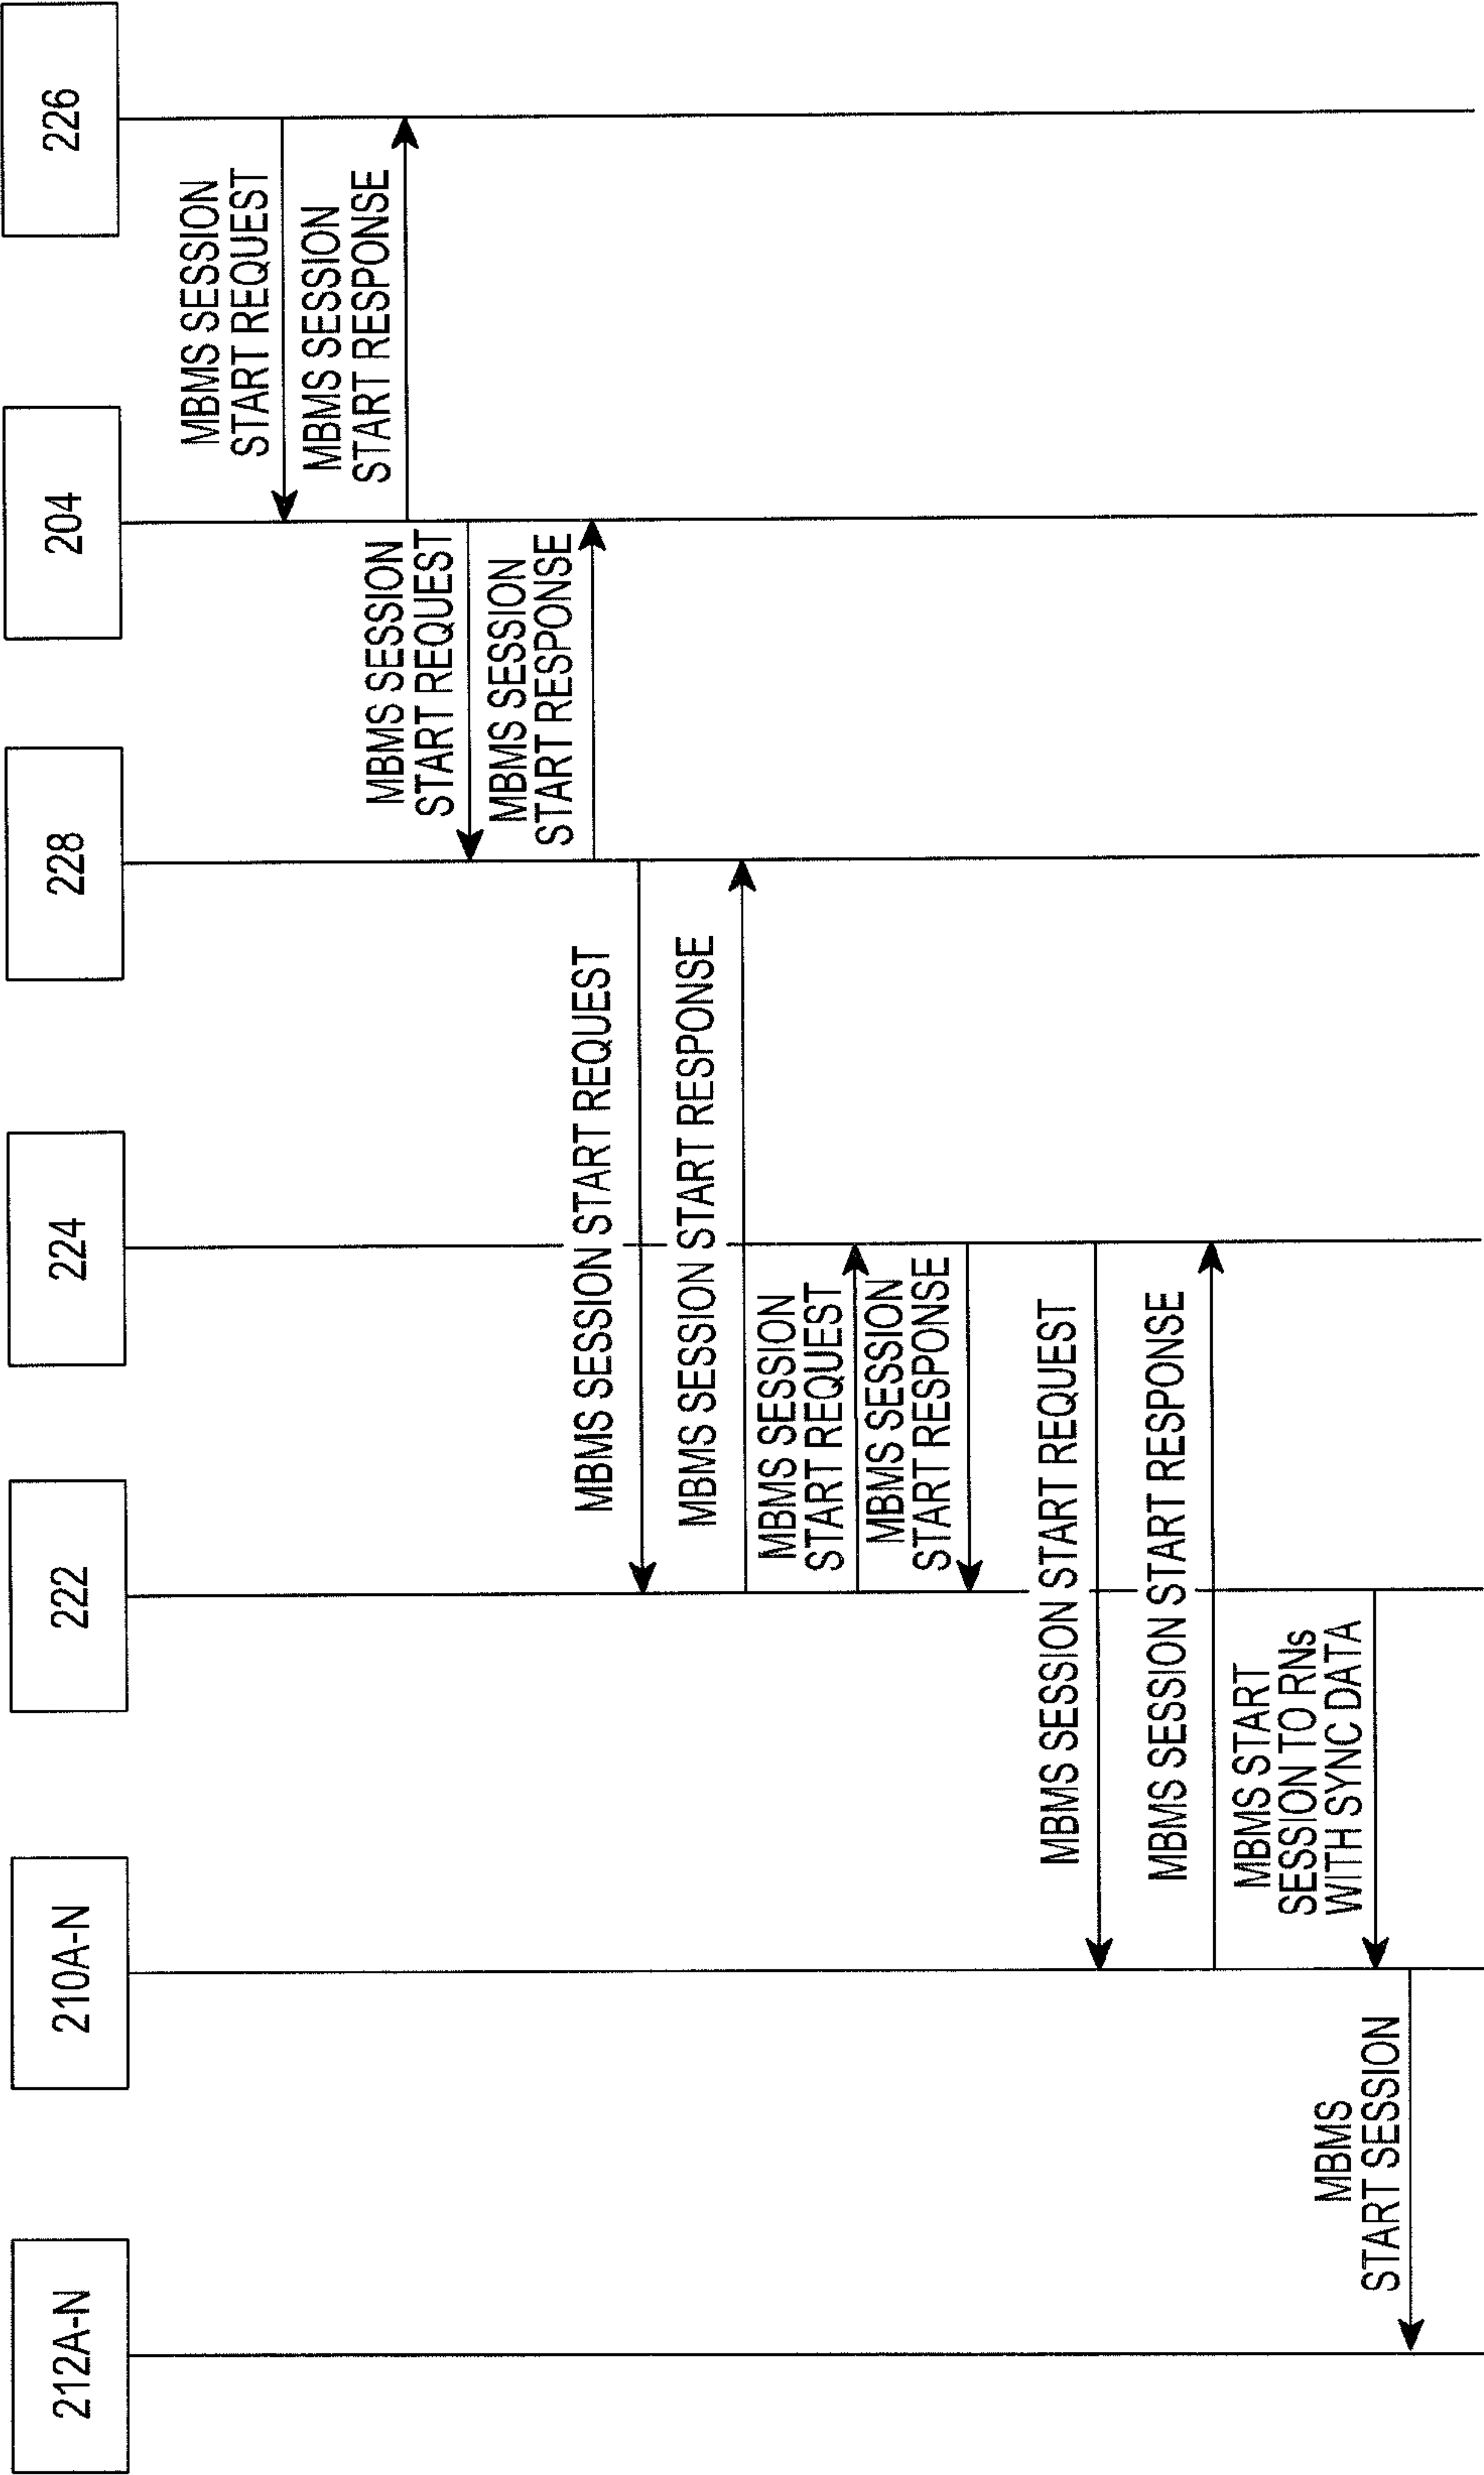 212A-N
210A-N
222
224
228
204
226
MBMS SESSION
START REQUEST
MBMS SESSION
START RESPONSE
MBMS SESSION
START REQUEST
MBMS SESSION
START RESPONSE
MBMS SESSION START REQUEST
MBMS SESSION START RESPONSE
MBMS SESSION
START REQUEST
MBMS SESSION
START RESPONSE
MBMS SESSION START REQUEST
MBMS SESSION START RESPONSE
MBMS START
SESSION TO RNs
WITH SYNC DATA
MBMS
START SESSION